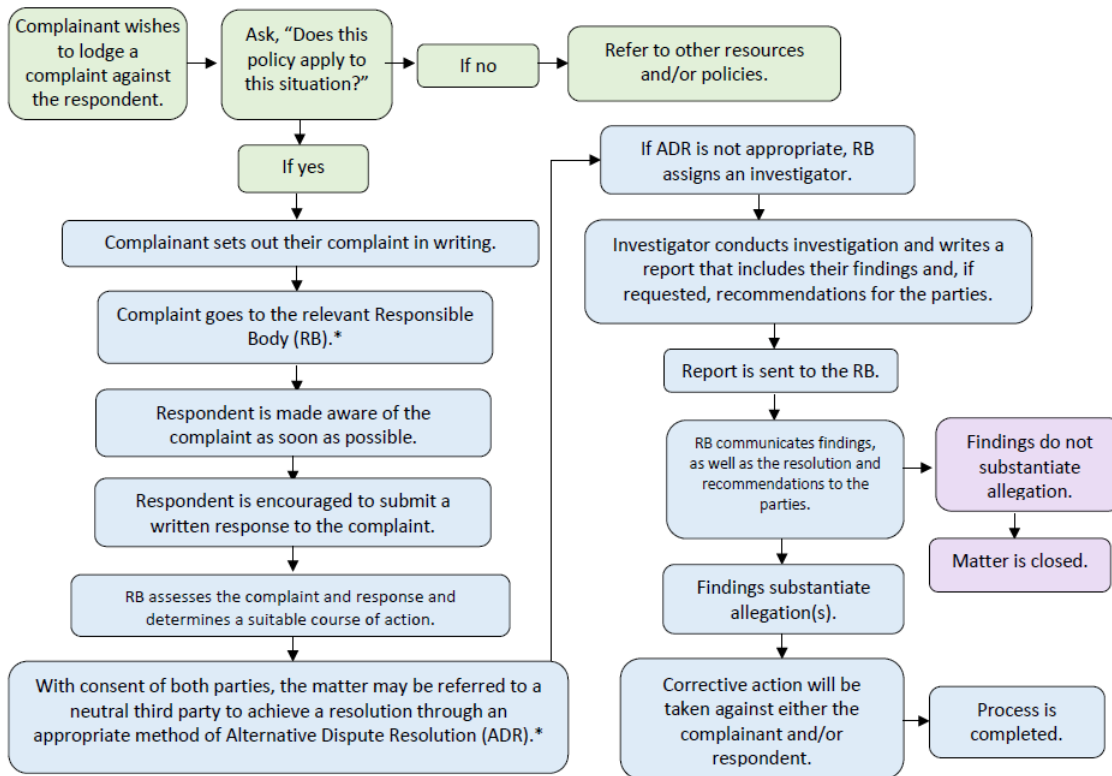 Complainant wishes
to lodge a
complaint against
the respondent.
Ask, “Does this
policy apply to
this situation?”
If no
Refer to other resources
and/or policies.
If yes
Complainant sets out their complaint in writing.
Complaint goes to the relevant Responsible
Body (RB).*
Respondent is made aware of the
complaint as soon as possible.
Respondent is encouraged to submit a
written response to the complaint.
RB assesses the complaint and response and
determines a suitable course of action.
With consent of both parties, the matter may be referred to a
neutral third party to achieve a resolution through an
appropriate method of Alternative Dispute Resolution (ADR).*
If ADR is not appropriate, RB
assigns an investigator.
Investigator conducts investigation and writes a
report that includes their findings and, if
requested, recommendations for the parties.
Report is sent to the RB.
RB communicates findings,
as well as the resolution and
recommendations to the
parties.
Findings do not
substantiate
allegation.
Matter is closed.
Findings substantiate
allegation(s).
Corrective action will be
taken against either the
complainant and/or
respondent.
Process is
completed.